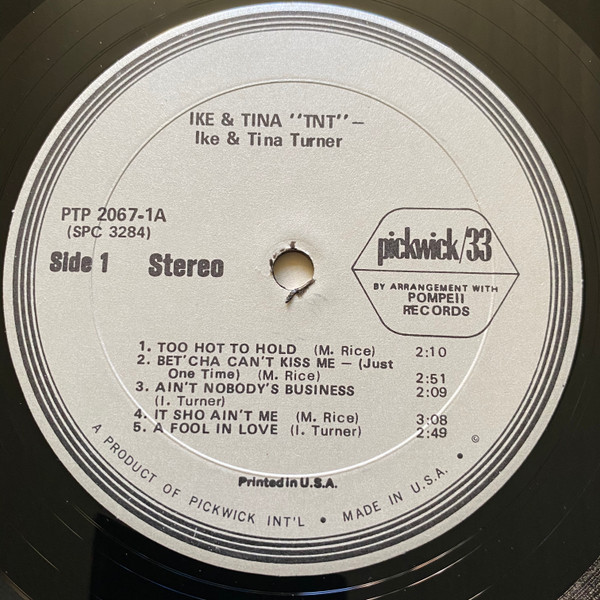 IKE & TINA "TNT" —
Ike & Tina Turner
PTP 2067-1A
(SPC 3284)
Side 1 Stereo
pickwick/33
BY ARRANGEMENT WITH
POMPEII
RECORDS
1. TOO HOT TO HOLD (M. Rice) 2:10
2. BET'CHA CAN'T KISS ME — (Just
One Time) (M. Rice) 2:51
3. AIN'T NOBODY'S BUSINESS 2:09
(I. Turner)
4. IT SHO AIN'T ME (M. Rice) 3:08
5. A FOOL IN LOVE (I. Turner) 2:49
Printed in U.S.A.
A PRODUCT OF PICKWICK INT'L • MADE IN U.S.A. • ©